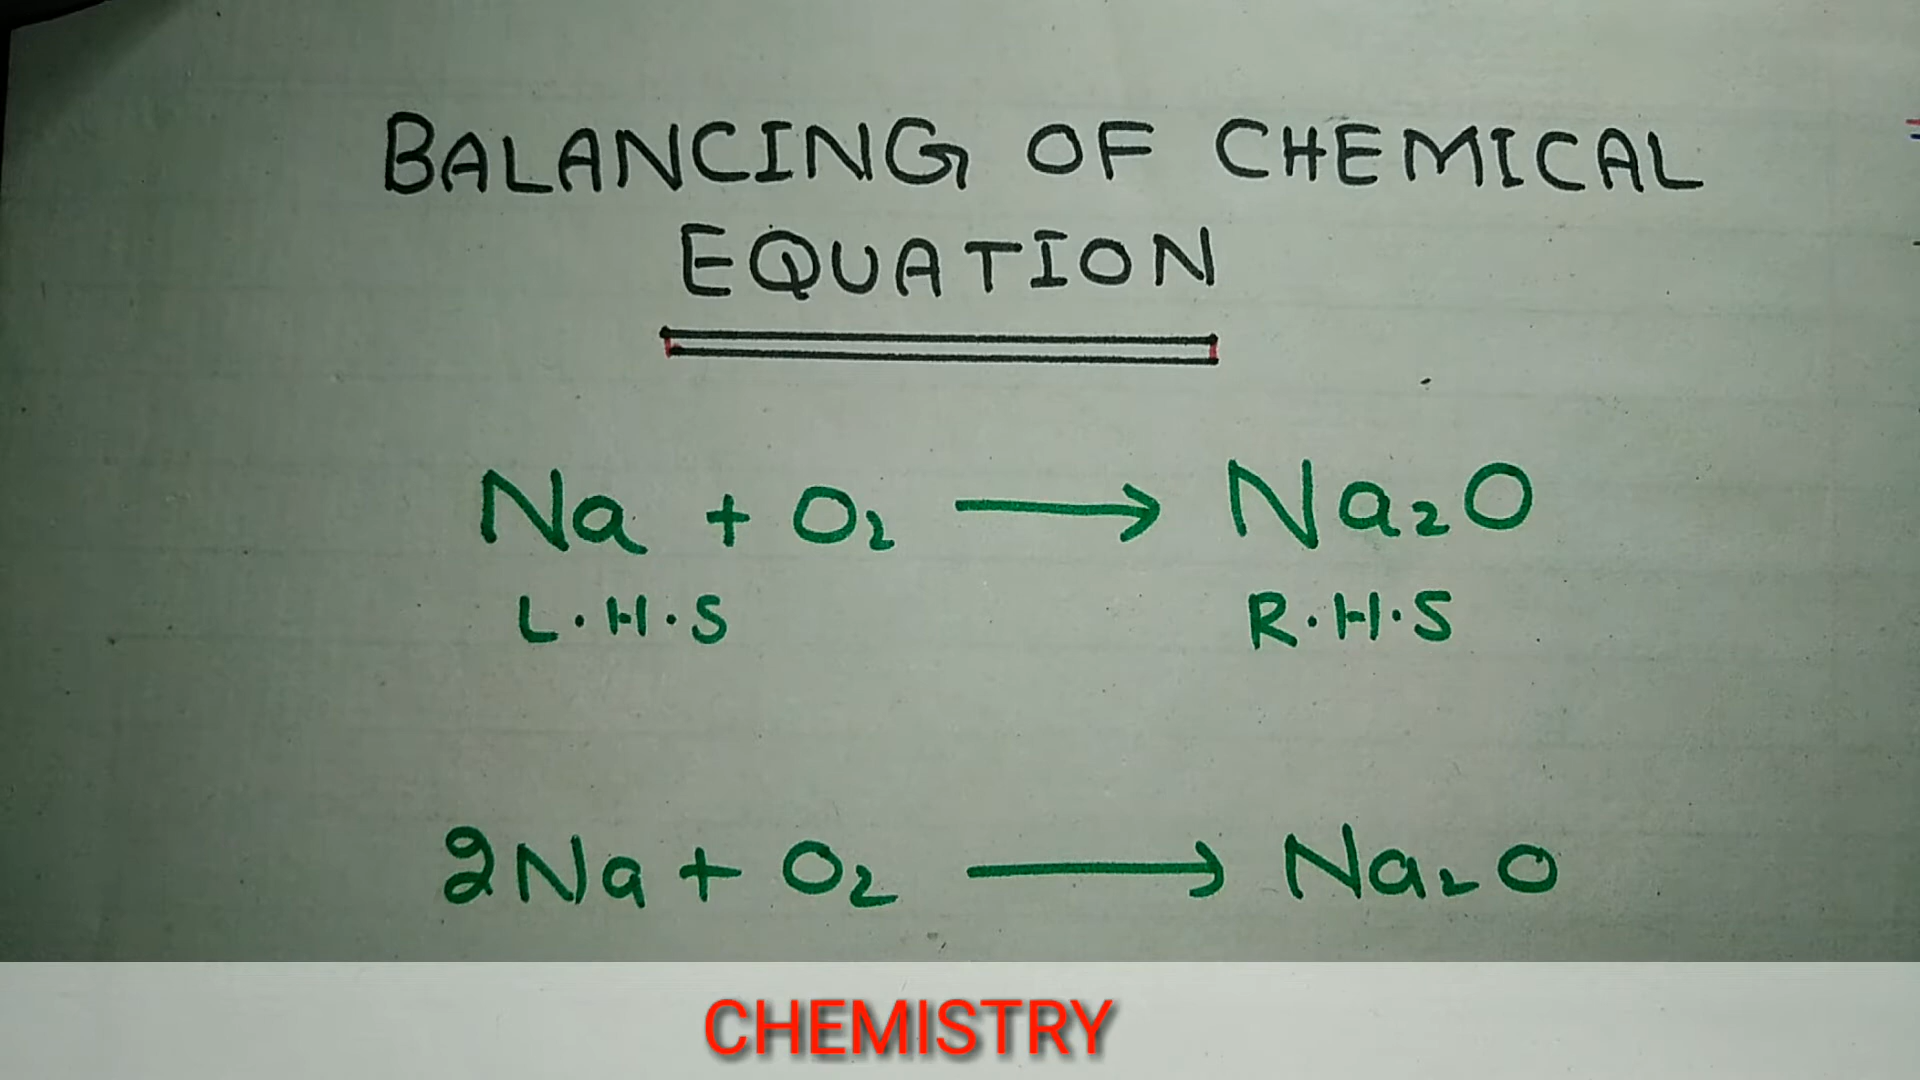 BALANCING OF CHEMICAL
EQUATION
Na + O₂ → Na₂O
L.H.S R.H.S
2Na + O₂ → Na₂O
CHEMISTRY